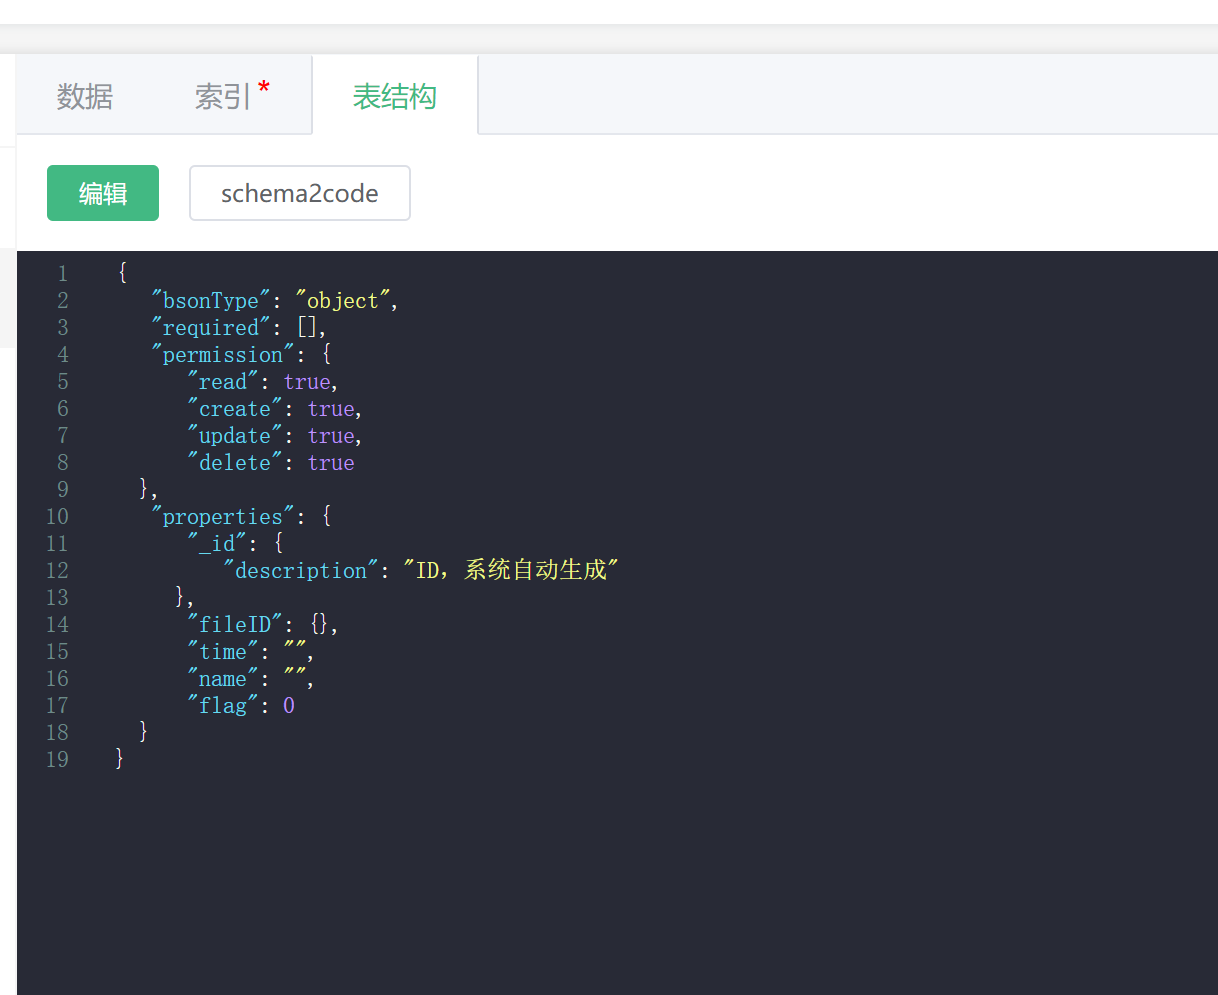 数据 索引 * 表结构
编辑 schema2code
1 {
2 "bsonType": "object",
3 "required": [],
4 "permission": {
5 "read": true,
6 "create": true,
7 "update": true,
8 "delete": true
9 },
10 "properties": {
11 "_id": {
12 "description": "ID，系统自动生成"
13 },
14 "fileID": {},
15 "time": "",
16 "name": "",
17 "flag": 0
18 }
19 }